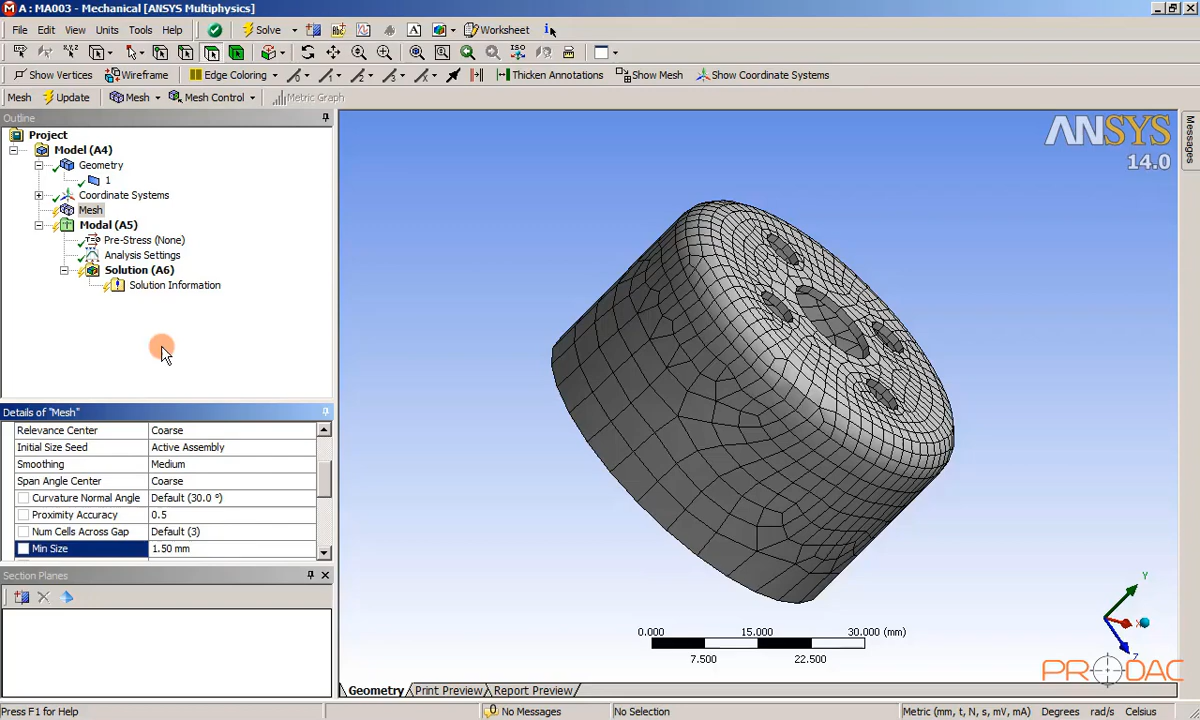 A : MA003 - Mechanical [ANSYS Multiphysics]
File Edit View Units Tools Help Solve Worksheet
Show Vertices Wireframe Edge Coloring Thicken Annotations Show Mesh Show Coordinate Systems
Mesh Update Mesh Mesh Control Metric Graph
Outline
Project
Model (A4)
Geometry
1
Coordinate Systems
Mesh
Modal (A5)
Pre-Stress (None)
Analysis Settings
Solution (A6)
Solution Information
Details of "Mesh"
Relevance Center Coarse
Initial Size Seed Active Assembly
Smoothing Medium
Span Angle Center Coarse
Curvature Normal Angle Default (30.0 °)
Proximity Accuracy 0.5
Num Cells Across Gap Default (3)
Min Size 1.50 mm
Section Planes
ANSYS
14.0
Messages
0.000 15.000 30.000 (mm)
7.500 22.500
Y
X
Z
PRODAC
Geometry Print Preview Report Preview
Press F1 for Help No Messages No Selection Metric (mm, t, N, s, mV, mA) Degrees rad/s Celsius